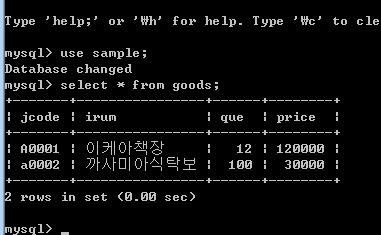 Type 'help;' or '₩h' for help. Type '₩c' to cle
mysql> use sample;
Database changed
mysql> select * from goods;
+-------+----------------+------+--------+
| jcode | irum           | que  | price  |
+-------+----------------+------+--------+
| A0001 | 이케아책장     |   12 | 120000 |
| a0002 | 까사미아식탁보 |  100 |  30000 |
+-------+----------------+------+--------+
2 rows in set (0.00 sec)
mysql> _